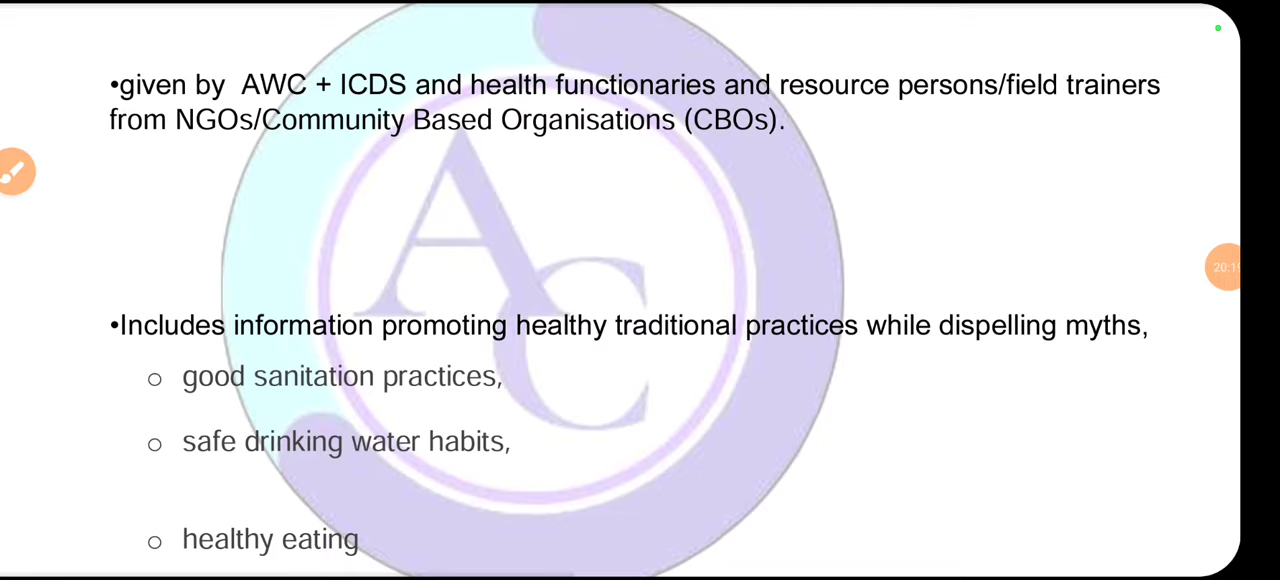 •given by AWC + ICDS and health functionaries and resource persons/field trainers
from NGOs/Community Based Organisations (CBOs).
AC
•Includes information promoting healthy traditional practices while dispelling myths,
o good sanitation practices,
o safe drinking water habits,
o healthy eating